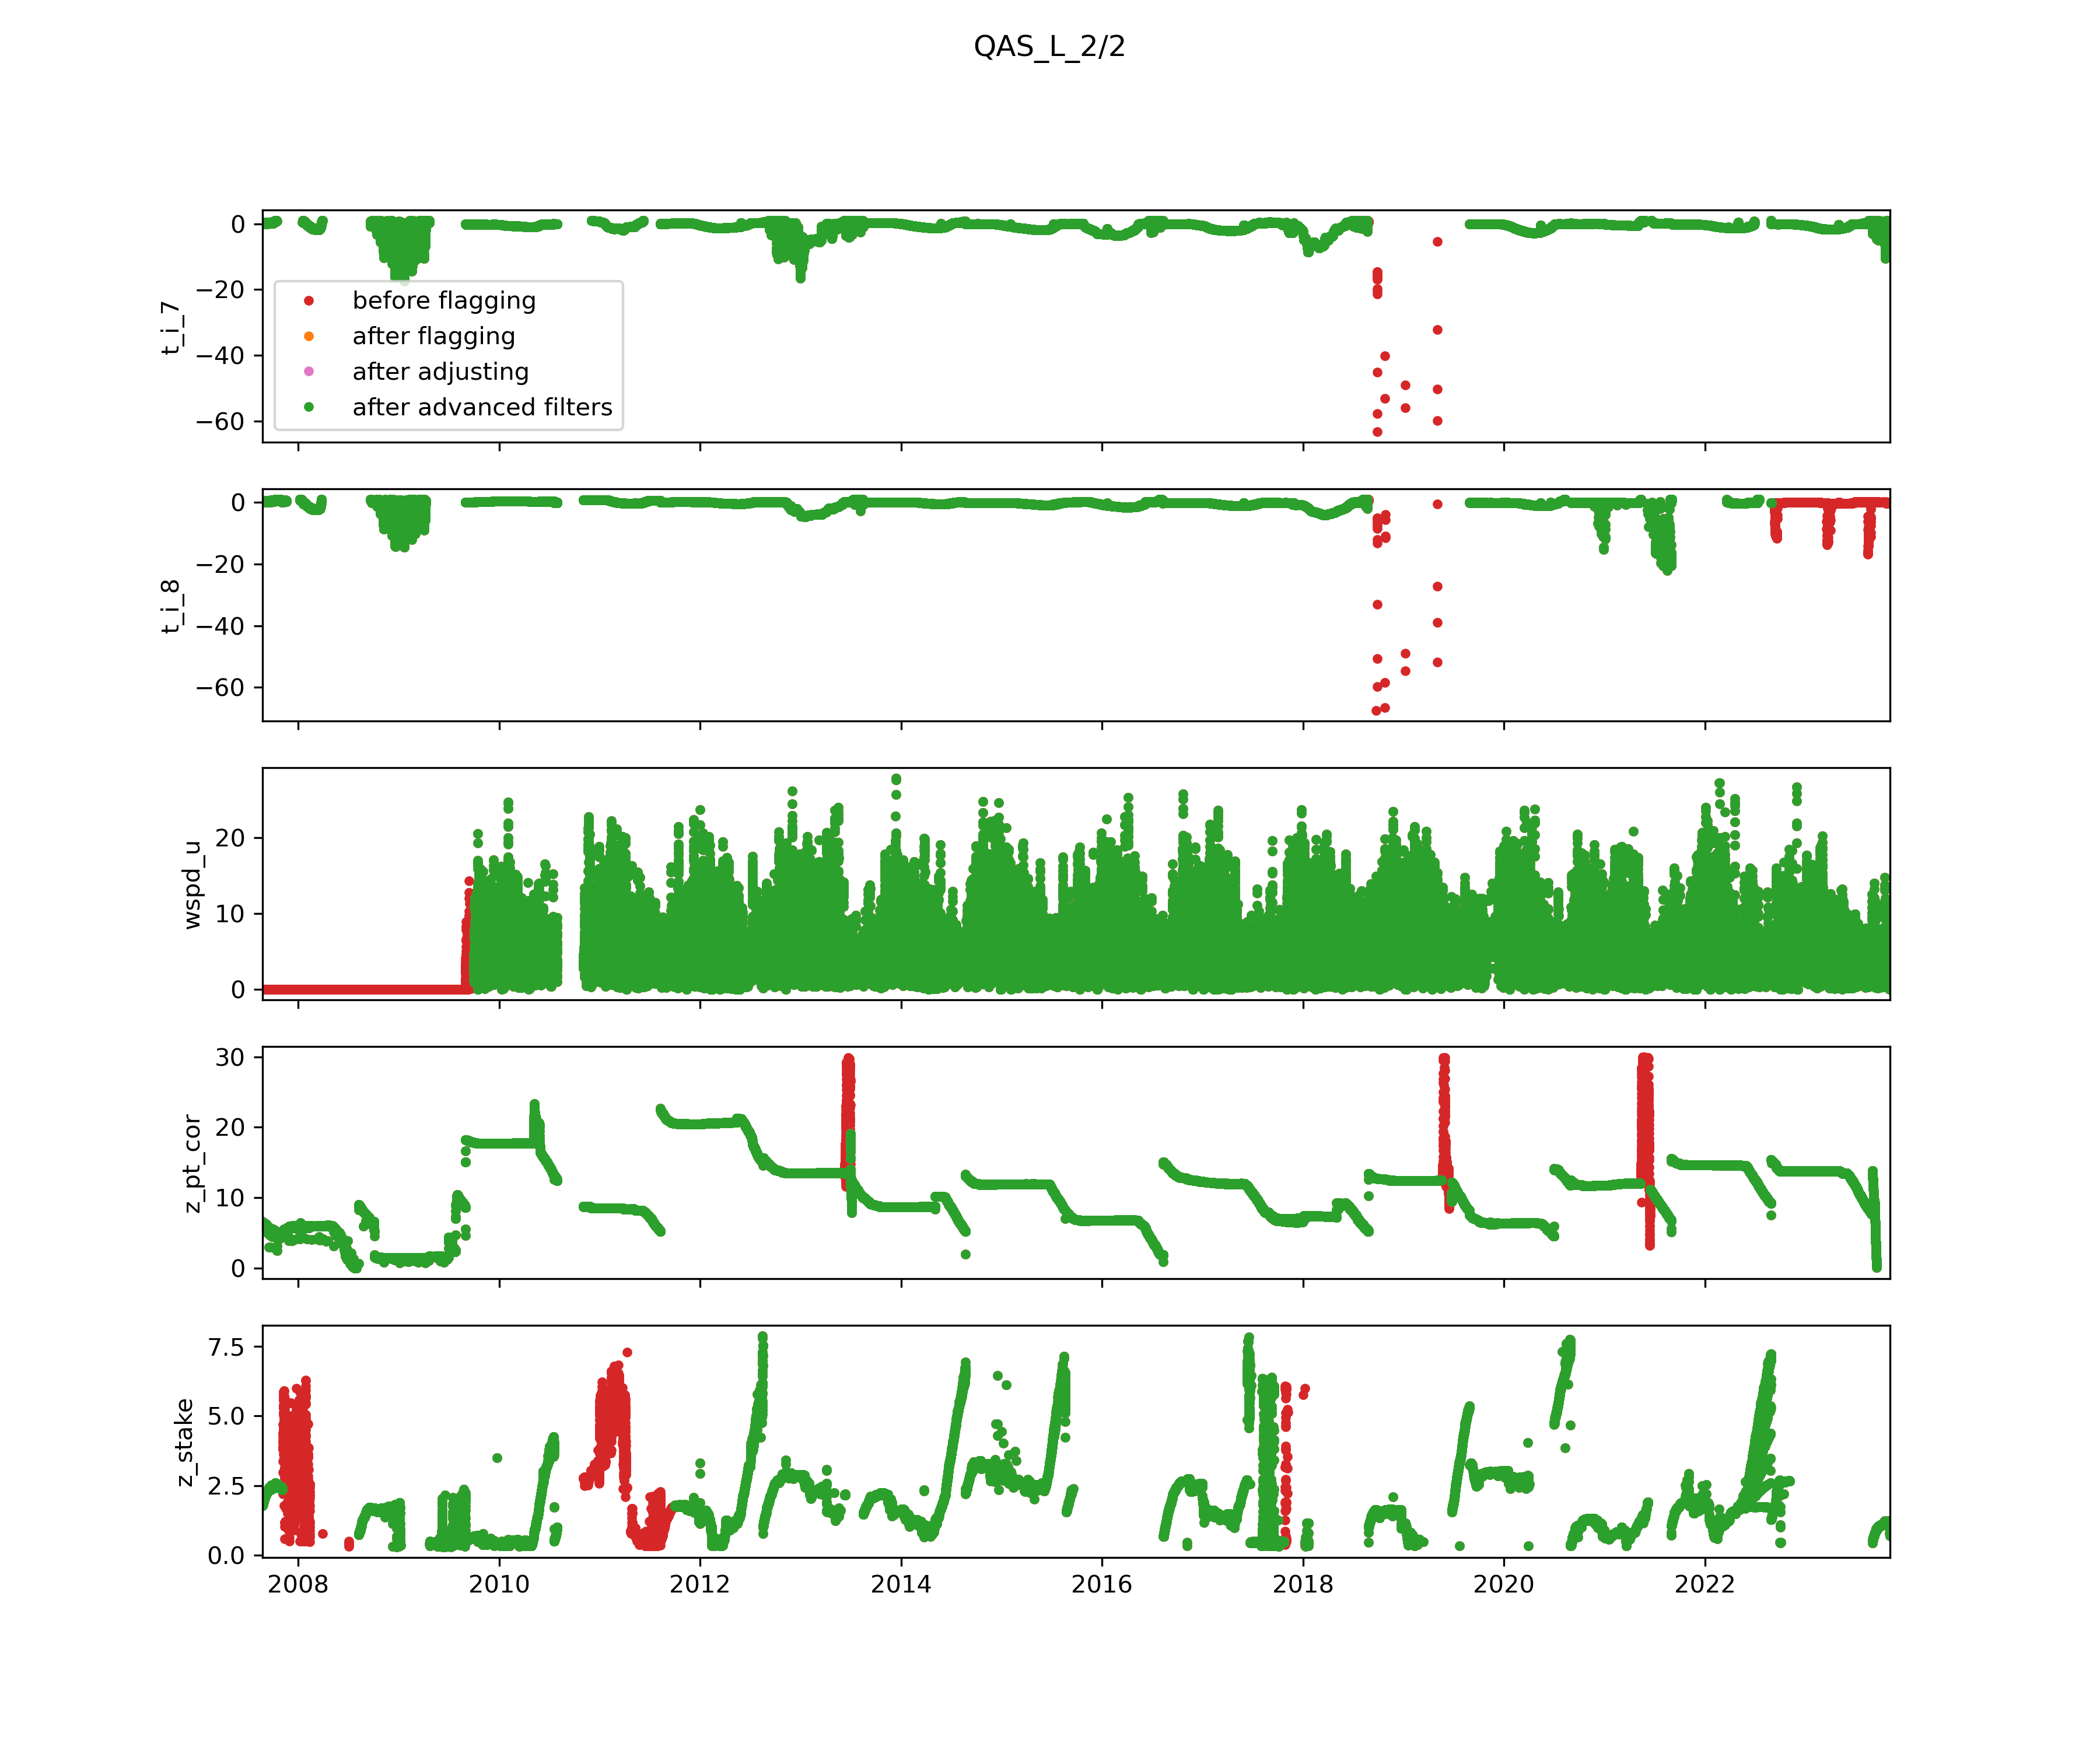 QAS_L_2/2
t_i_7
0
−20
−40
−60
before flagging
after flagging
after adjusting
after advanced filters
t_i_8
0
−20
−40
−60
wspd_u
20
10
0
z_pt_cor
30
20
10
0
z_stake
7.5
5.0
2.5
0.0
2008 2010 2012 2014 2016 2018 2020 2022